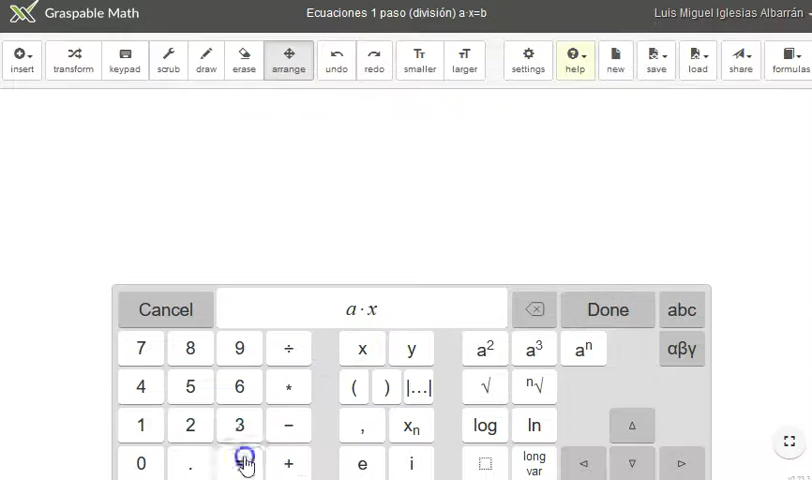 Graspable Math
Ecuaciones 1 paso (división) a·x=b
Luis Miguel Iglesias Albarrán
insert transform keypad scrub draw erase arrange undo redo smaller larger settings help new save load share formulas
Cancel a · x Done abc
7 8 9 ÷ x y a² a³ aⁿ αβγ
4 5 6 * ( ) |...| √ ⁿ√
1 2 3 − , xₙ log ln
0 . = + e i long var